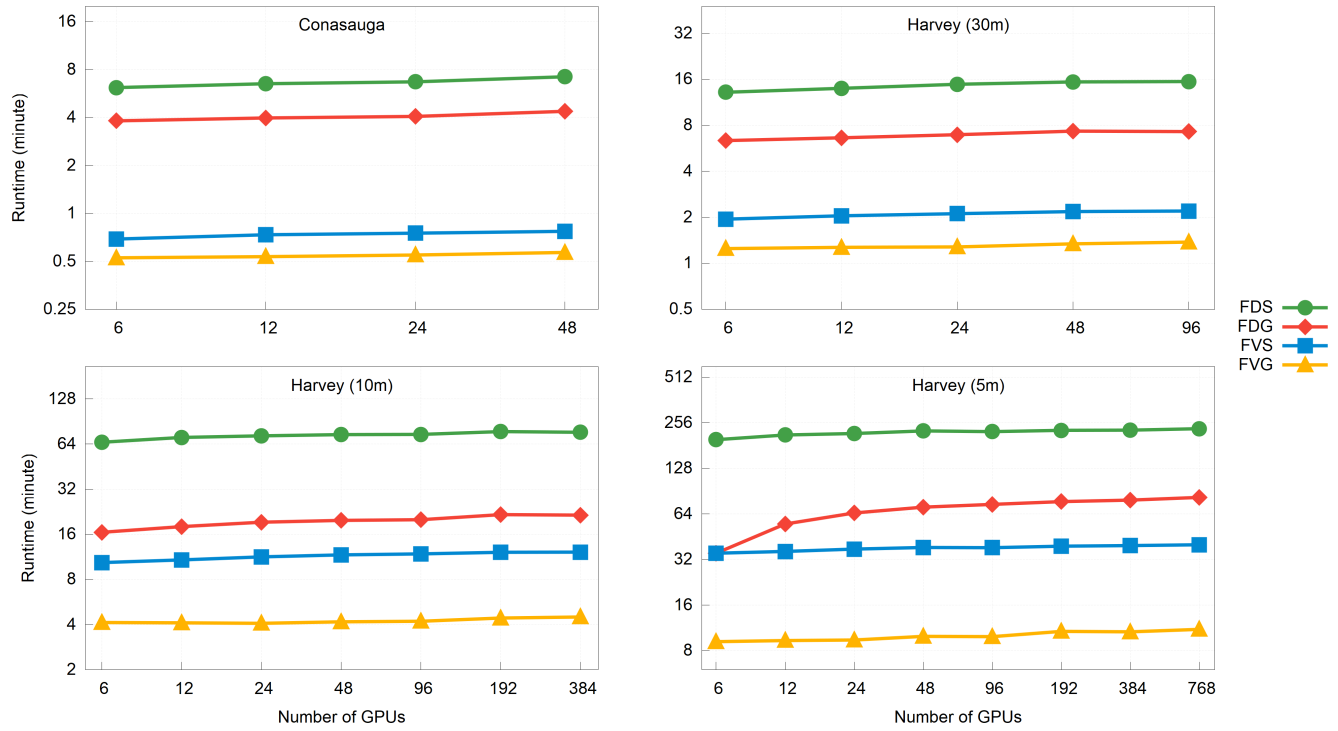 Conasauga
Runtime (minute)
16
8
4
2
1
0.5
0.25
6 12 24 48
Harvey (30m)
32
16
8
4
2
1
0.5
6 12 24 48 96
FDS
FDG
FVS
FVG
Harvey (10m)
Runtime (minute)
128
64
32
16
8
4
2
6 12 24 48 96 192 384
Number of GPUs
Harvey (5m)
512
256
128
64
32
16
8
6 12 24 48 96 192 384 768
Number of GPUs